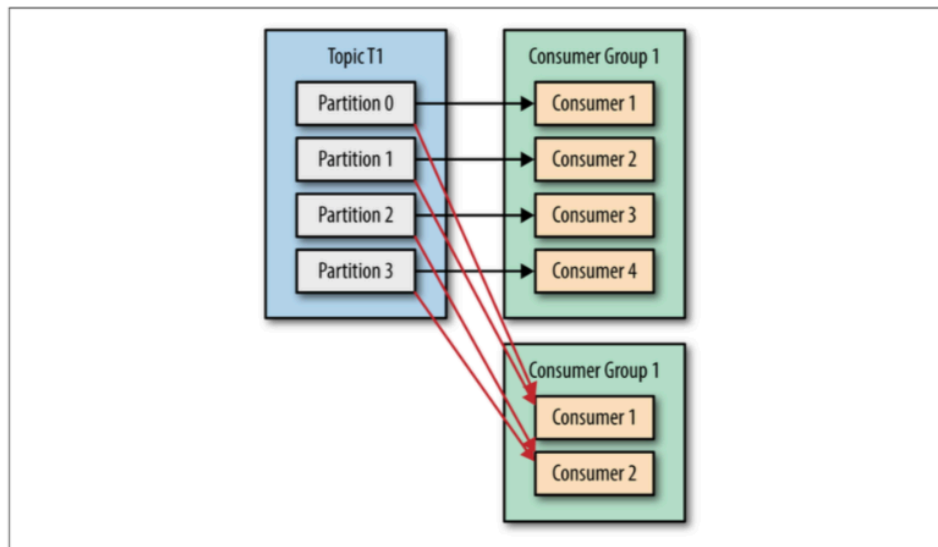 Topic T1
Partition 0
Partition 1
Partition 2
Partition 3
Consumer Group 1
Consumer 1
Consumer 2
Consumer 3
Consumer 4
Consumer Group 1
Consumer 1
Consumer 2